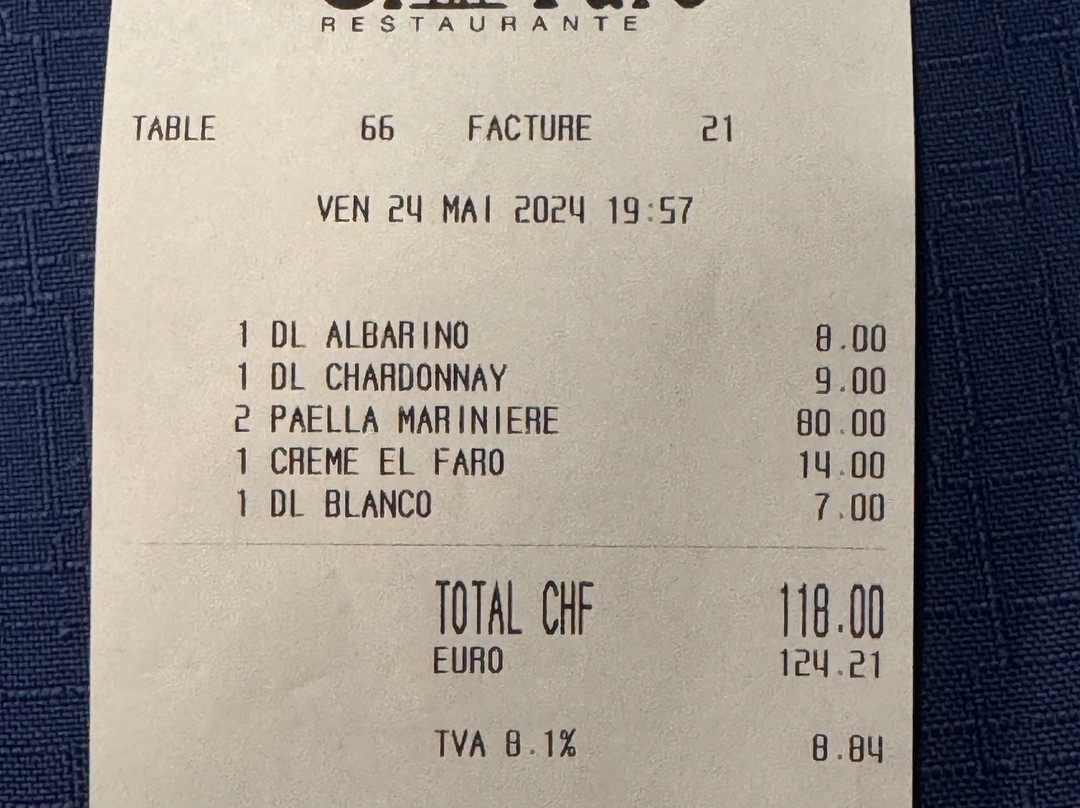 RESTAURANTE
TABLE 66 FACTURE 21
VEN 24 MAI 2024 19:57
1 DL ALBARINO 8.00
1 DL CHARDONNAY 9.00
2 PAELLA MARINIERE 80.00
1 CREME EL FARO 14.00
1 DL BLANCO 7.00
TOTAL CHF 118.00
EURO 124.21
TVA 8.1% 8.84